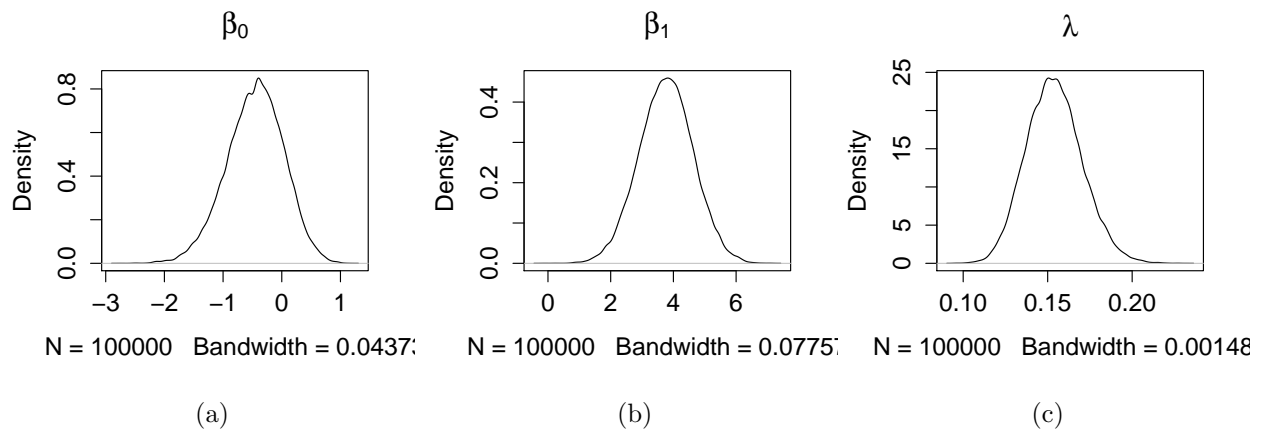 β0
Density
0.0 0.4 0.8
−3 −2 −1 0 1
N = 100000 Bandwidth = 0.0437
(a)
β1
Density
0.0 0.2 0.4
0 2 4 6
N = 100000 Bandwidth = 0.0775
(b)
λ
Density
0 5 15 25
0.10 0.15 0.20
N = 100000 Bandwidth = 0.00148
(c)